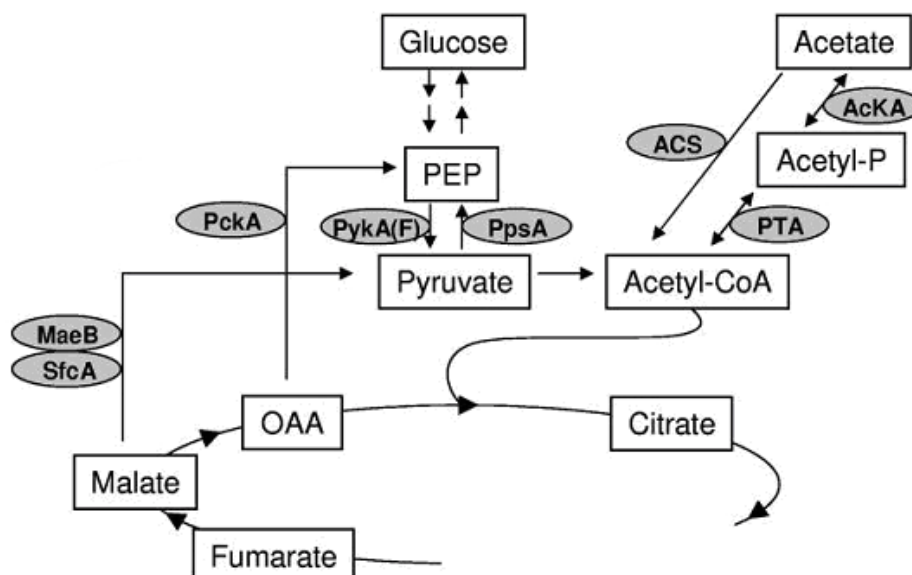 Glucose
Acetate
AcKA
ACS
Acetyl-P
PEP
PckA
PykA(F)
PpsA
PTA
Pyruvate
Acetyl-CoA
MaeB
SfcA
OAA
Citrate
Malate
Fumarate